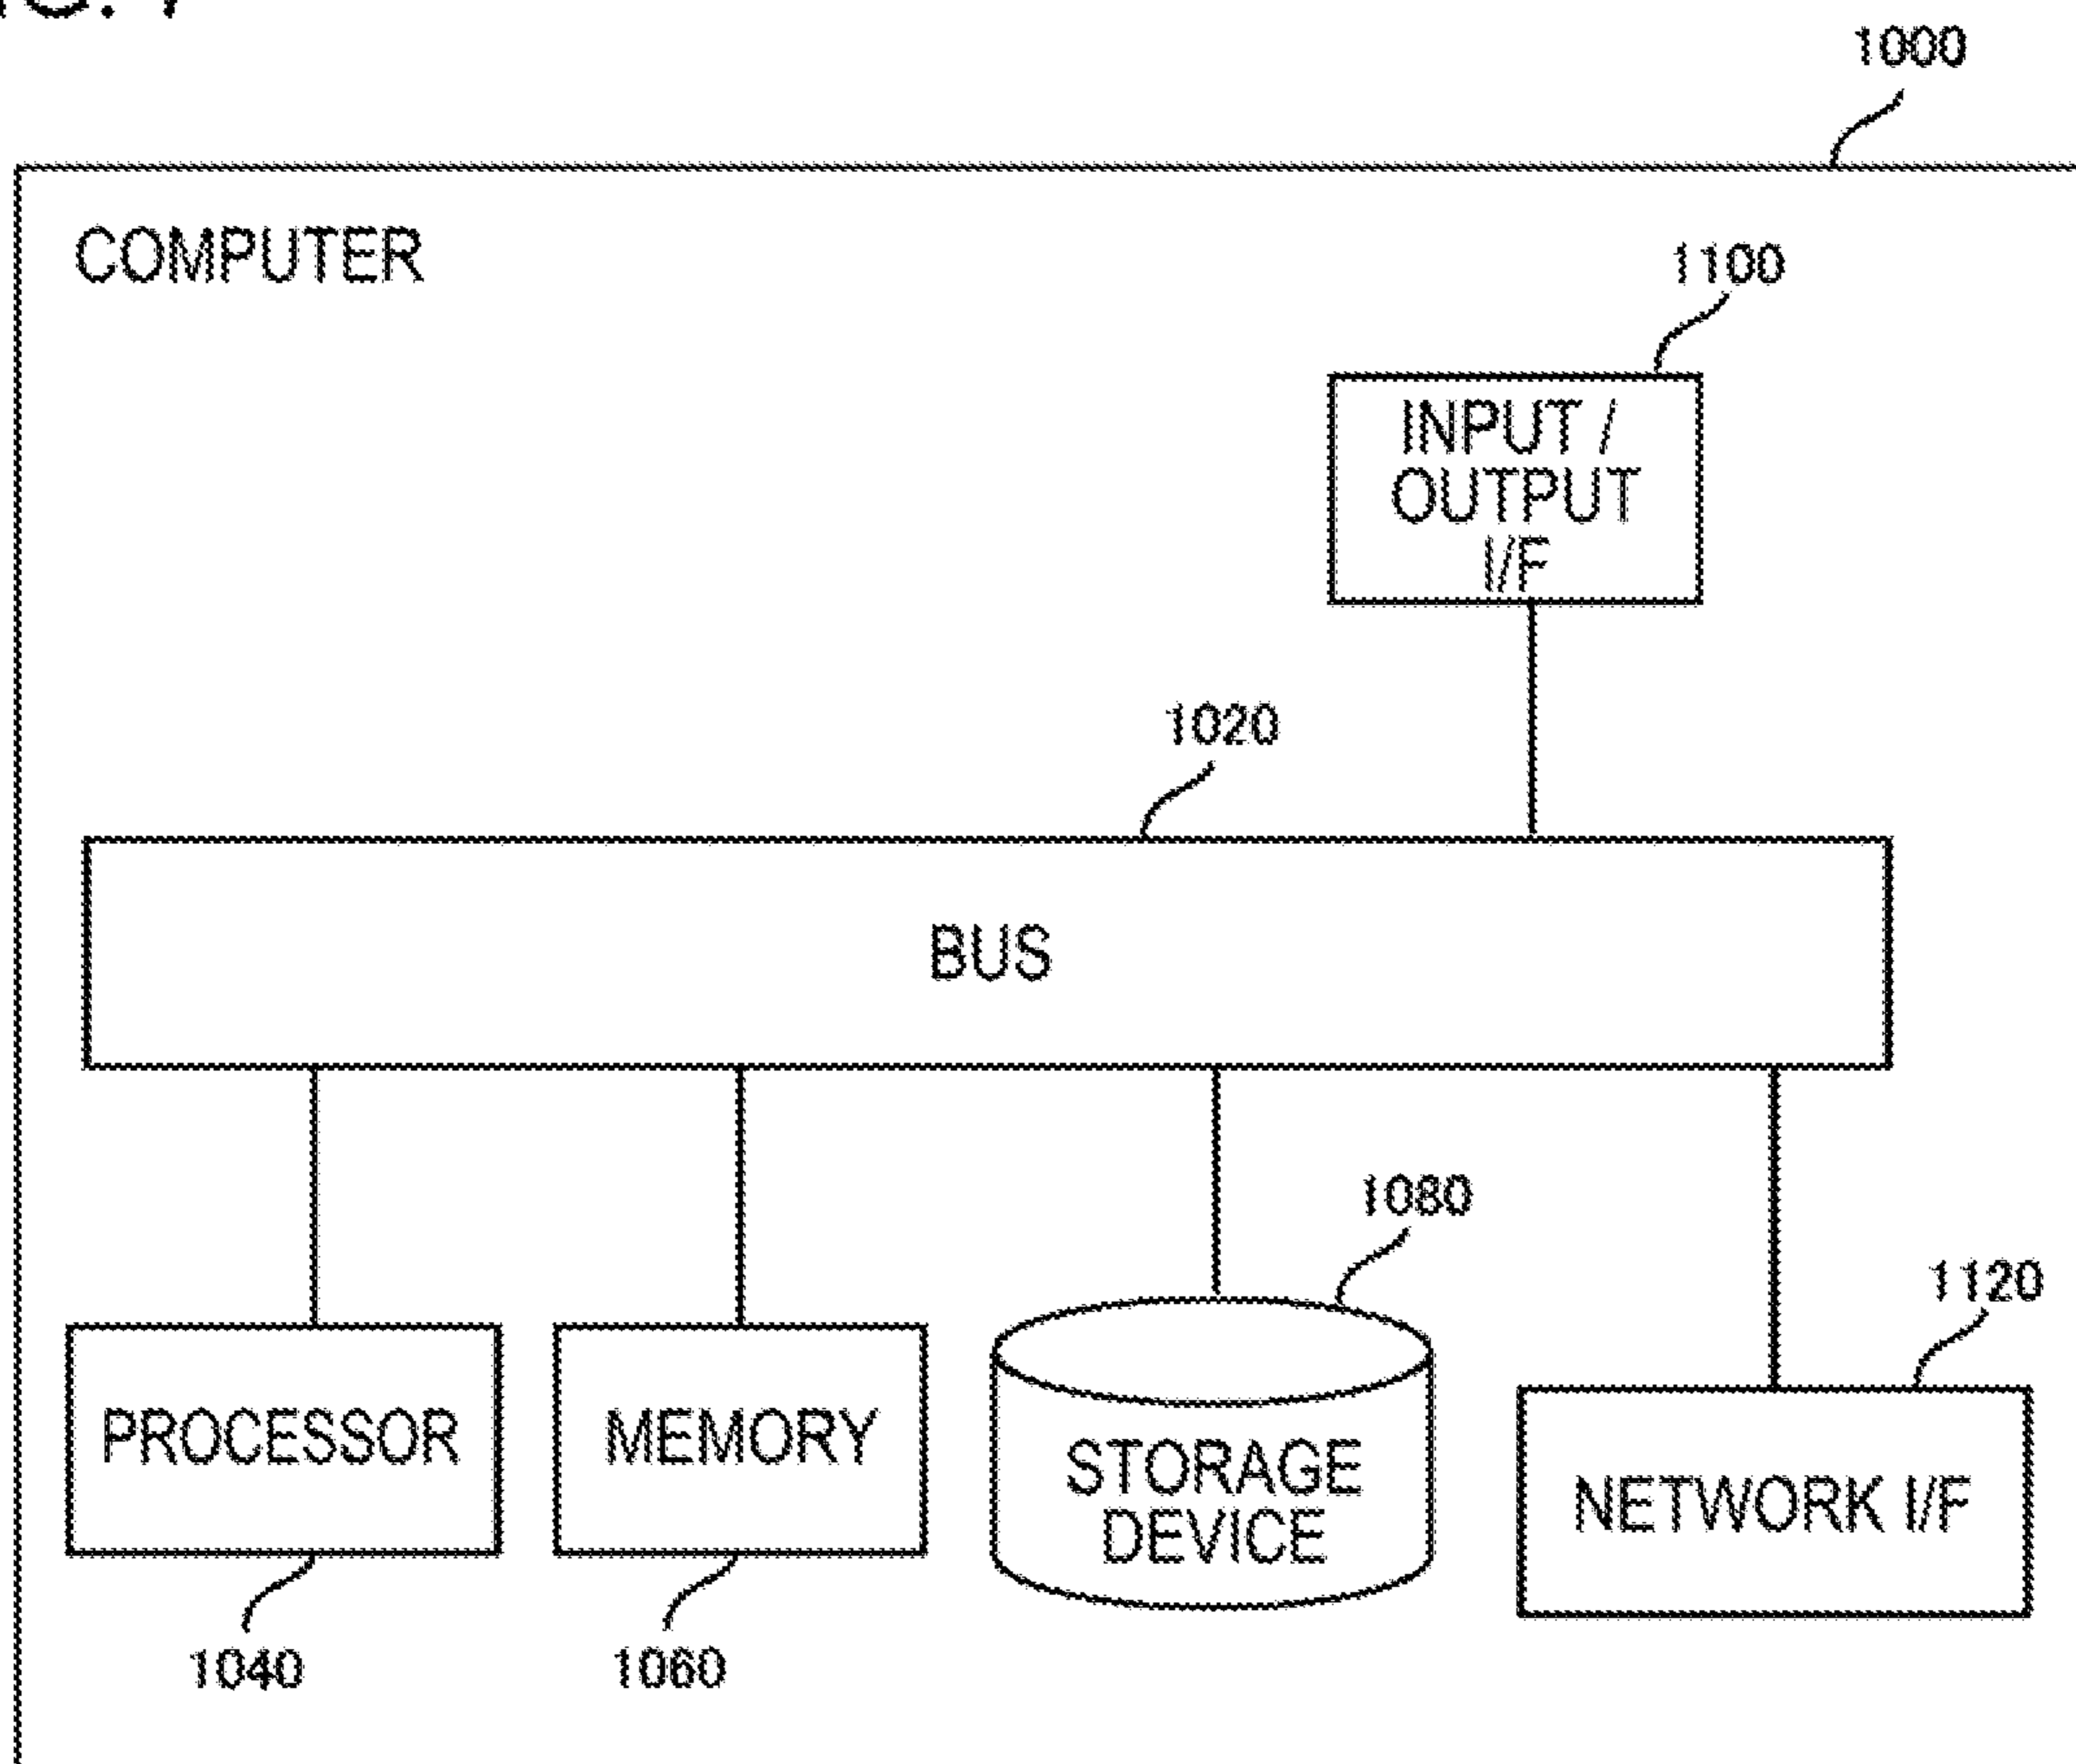 1000
COMPUTER
1100
INPUT /
OUTPUT
I/F
1020
BUS
1080
1120
PROCESSOR
MEMORY
STORAGE
DEVICE
NETWORK I/F
1040
1060